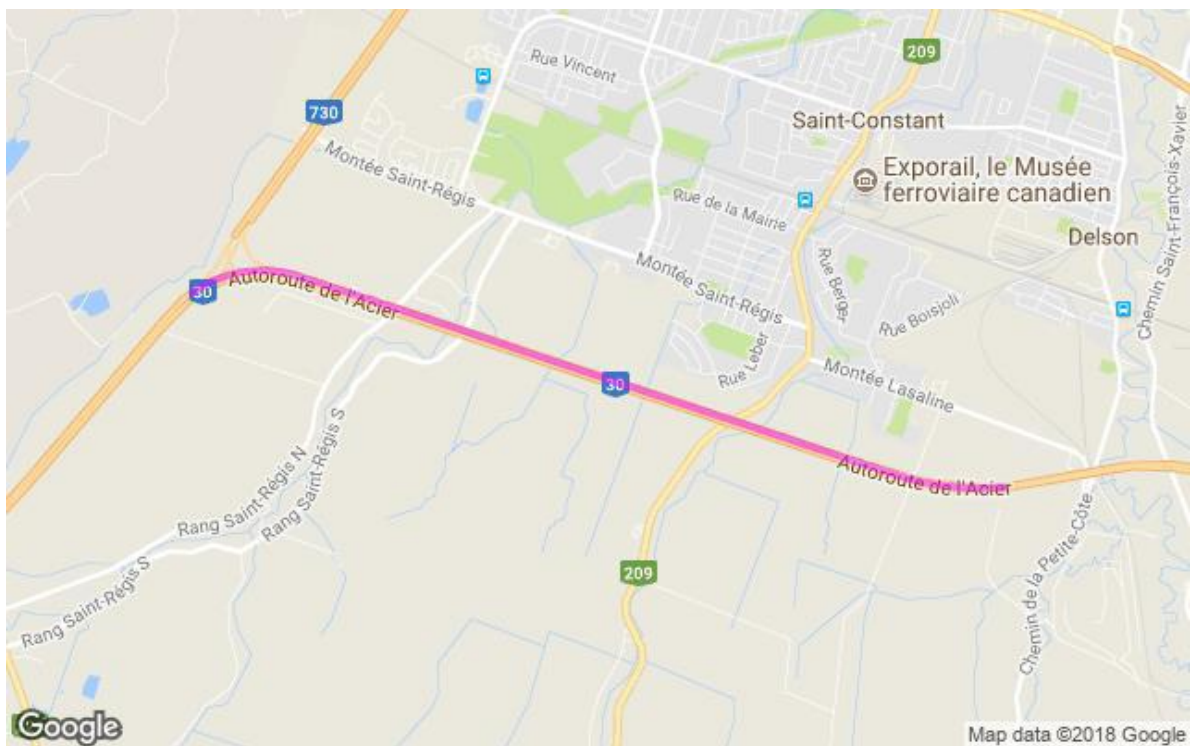 209
Rue Vincent
730
Saint-Constant
Montée Saint-Régis
Exporail, le Musée
ferroviaire canadien
Chemin Saint-François-Xavier
Rue de la Mairie
Delson
Rue Berger
Montée Saint-Régis
30
Autoroute de l'Acier
Rue Boisjoli
Rue Leber
30
Montée Lasaline
Autoroute de l'Acier
Rang Saint-Régis N
Rang Saint-Régis S
209
Chemin de la Petite-Côte
Rang Saint-Régis S
Google
Map data ©2018 Google